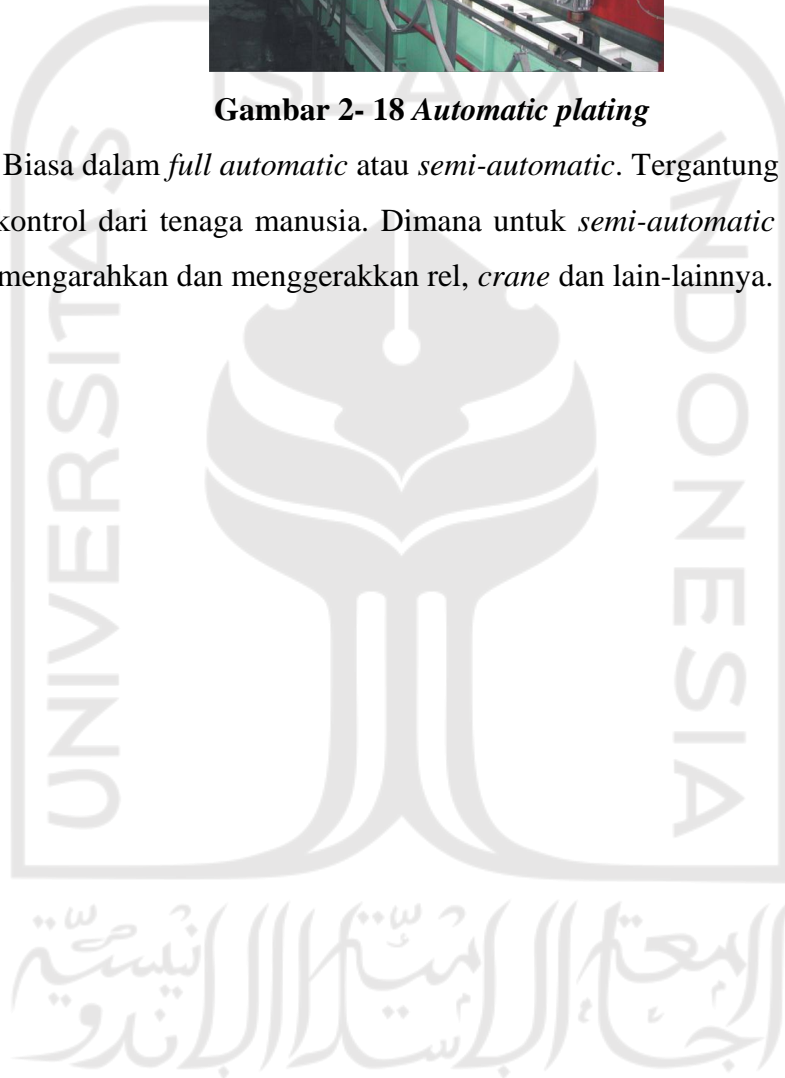 ISLAM
Gambar 2- 18 Automatic plating
Biasa dalam full automatic atau semi-automatic. Tergantung
kontrol dari tenaga manusia. Dimana untuk semi-automatic
mengarahkan dan menggerakkan rel, crane dan lain-lainnya.
UNIVERSITAS
INDONESIA